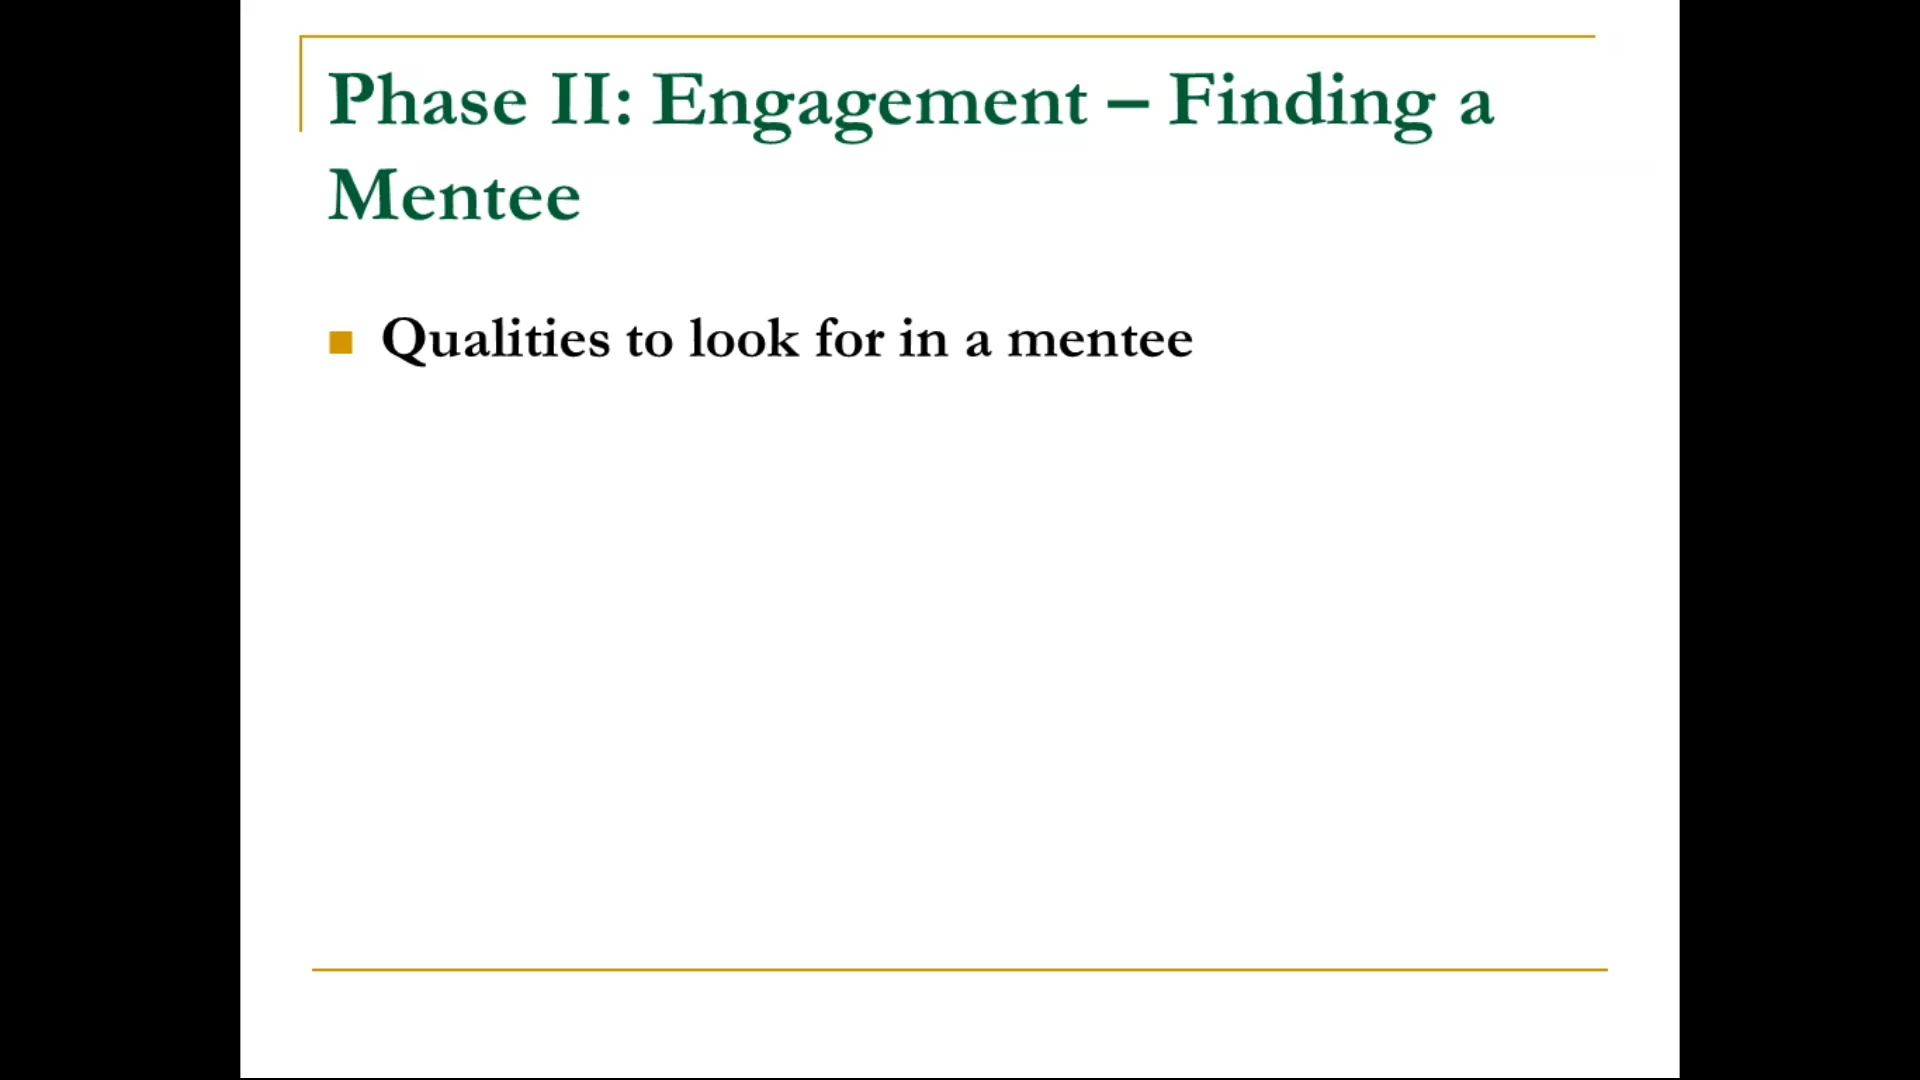 Phase II: Engagement – Finding a
Mentee
Qualities to look for in a mentee